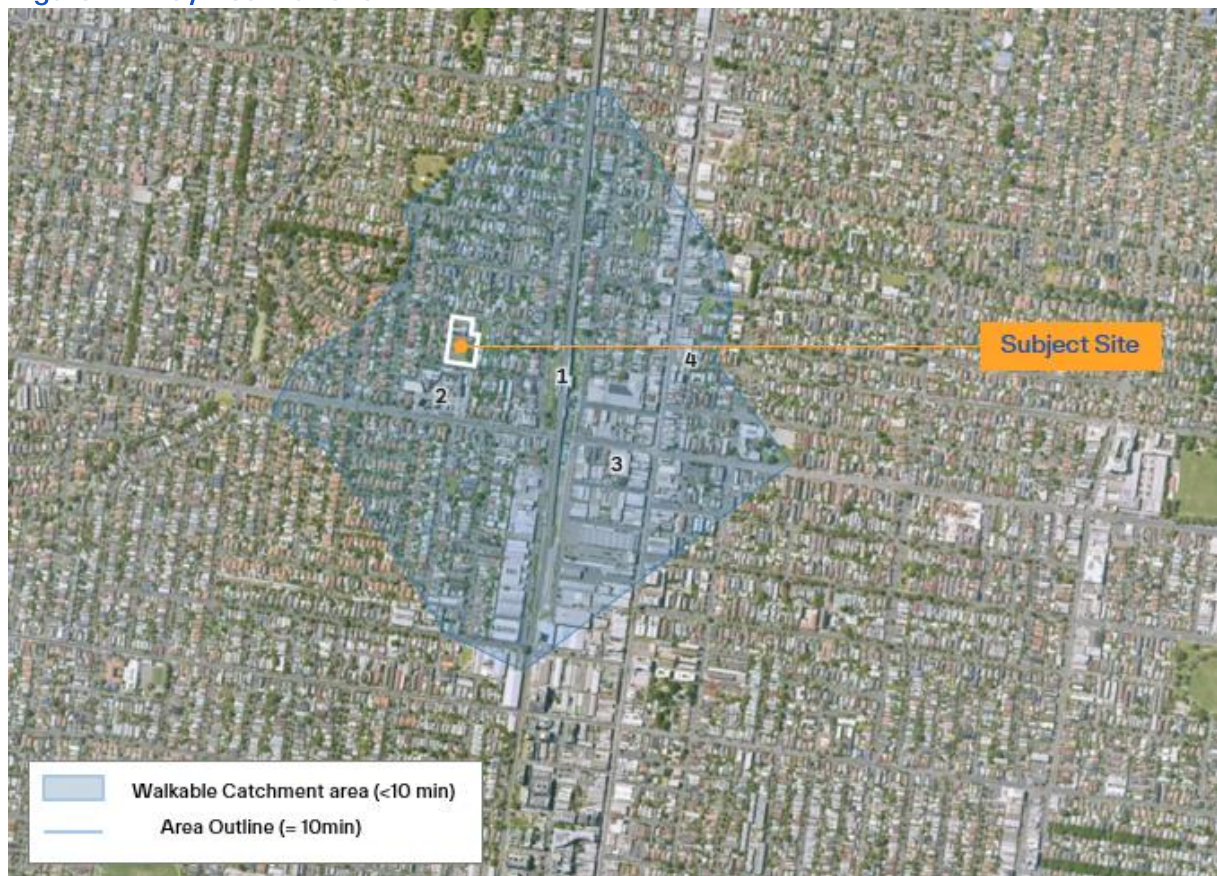 Subject Site
1
4
2
3
Walkable Catchment area (<10 min)
Area Outline (= 10min)